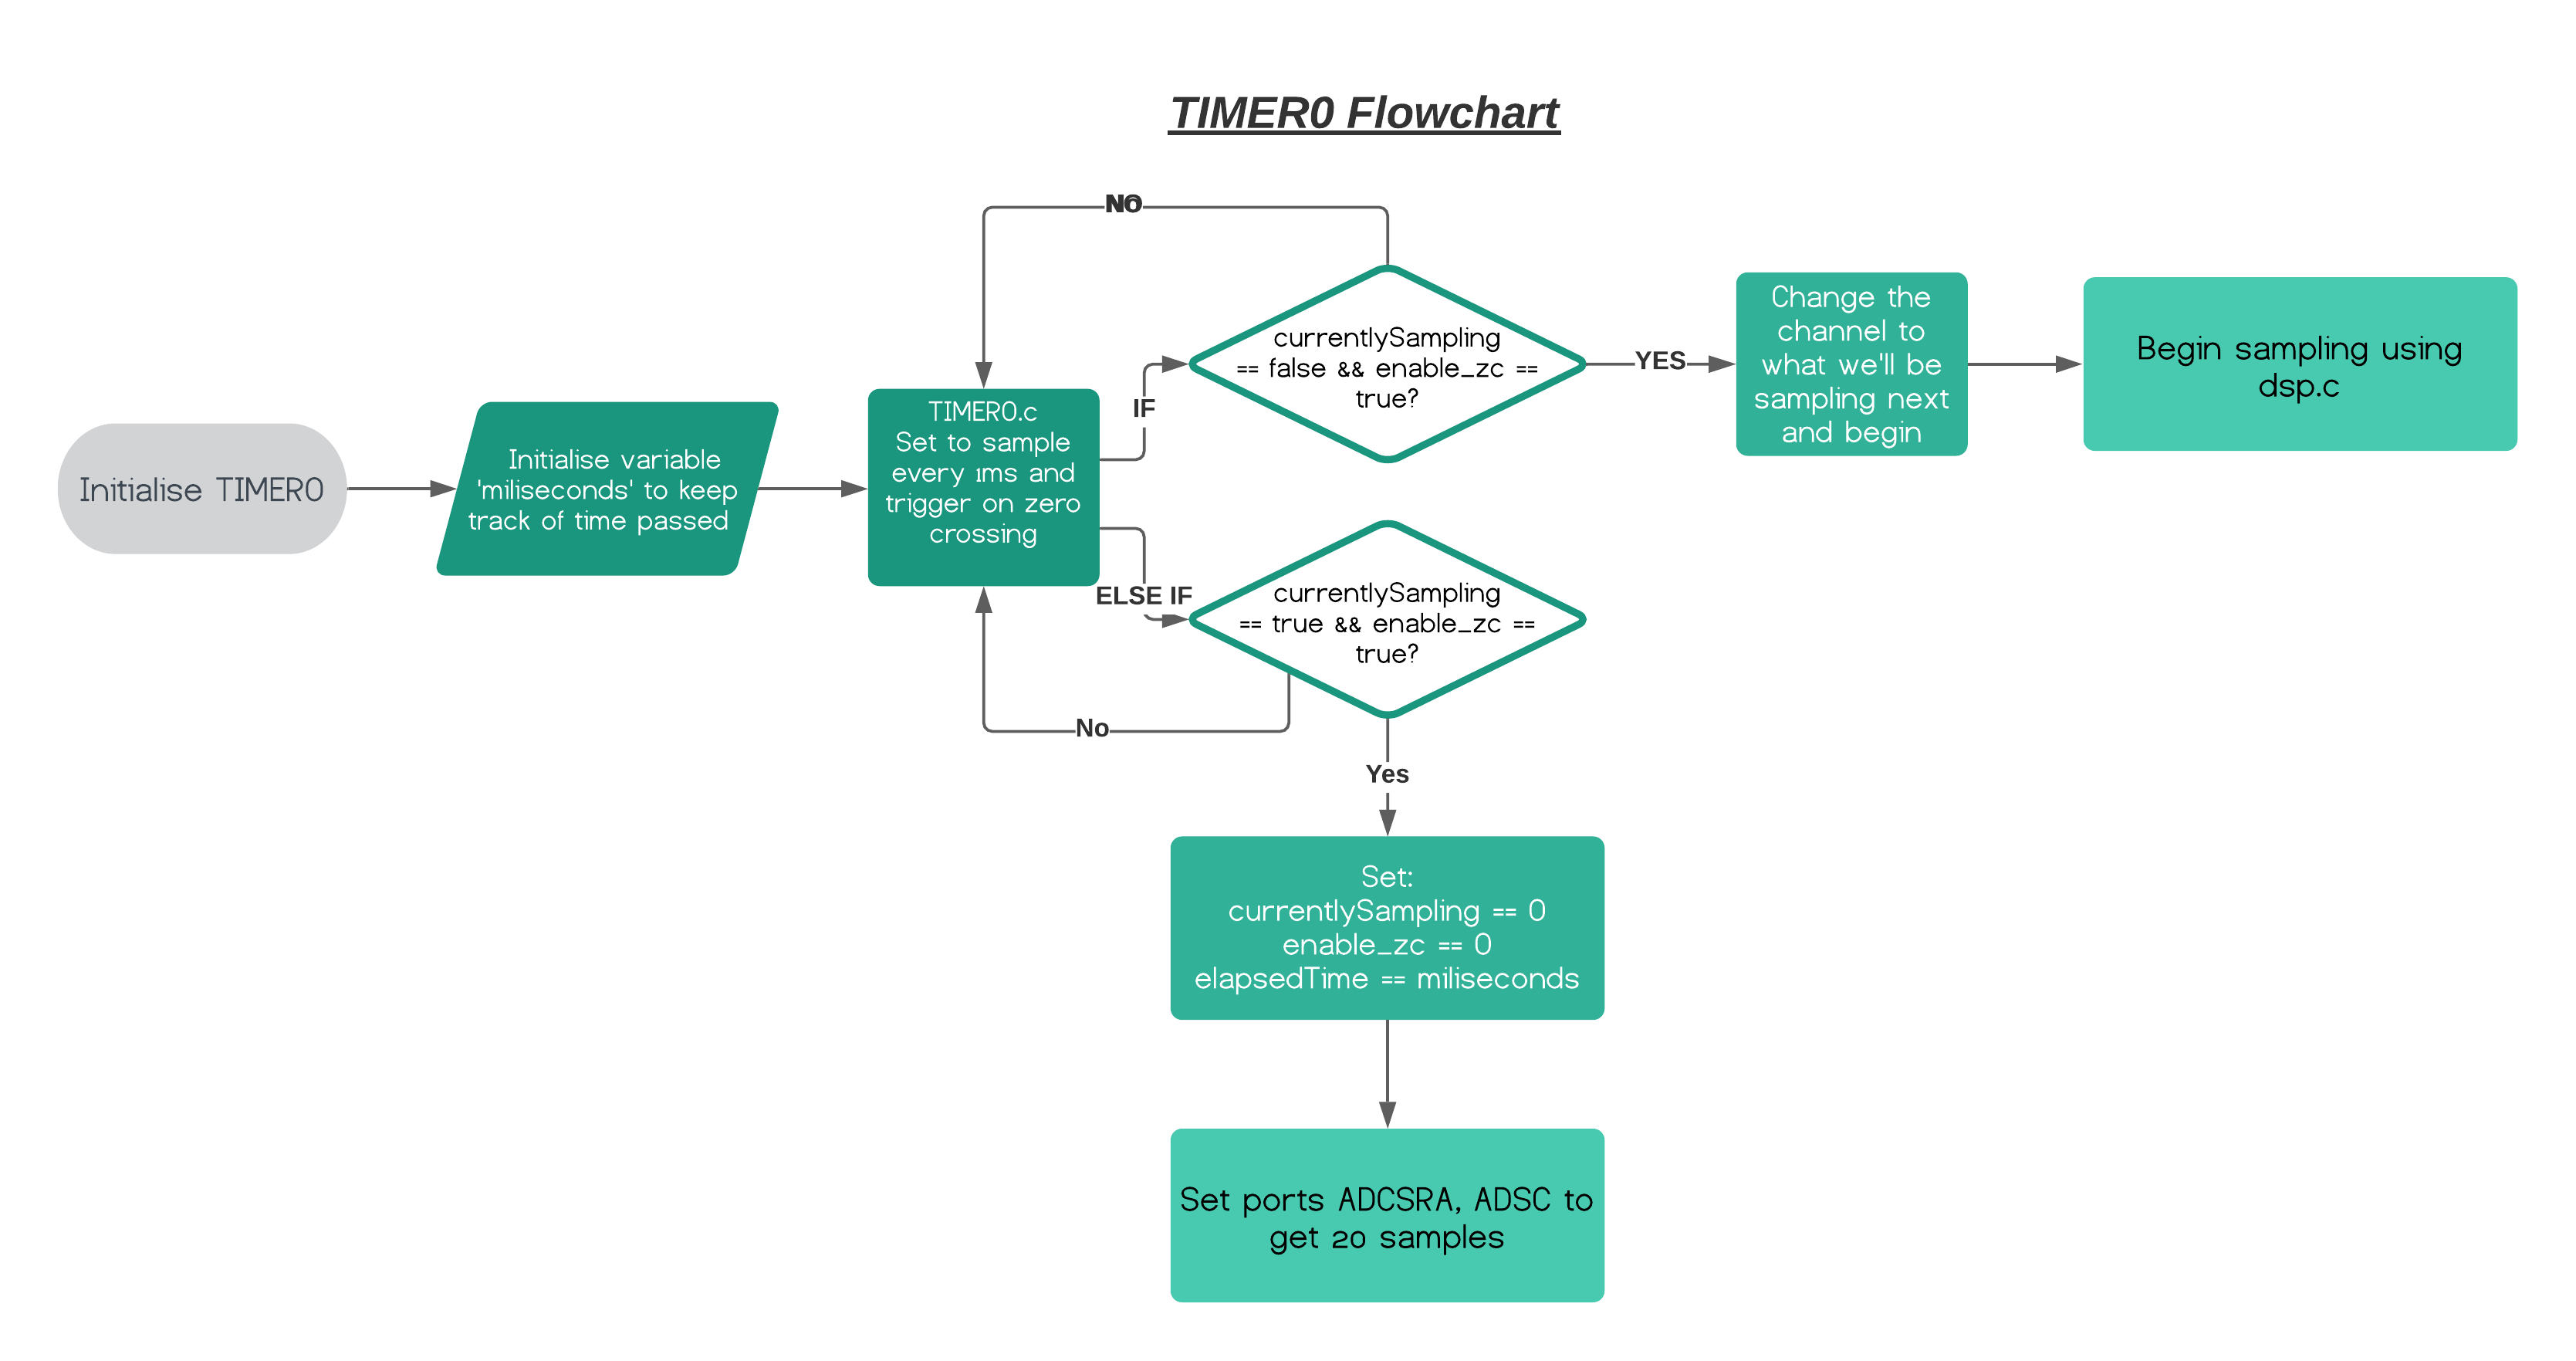 TIMER0 Flowchart
NO
currentlySampling
== false && enable_zc ==
true?
YES
Change the
channel to
what we'll be
sampling next
and begin
Begin sampling using
dsp.c
IF
Initialise TIMER0
Initialise variable
'miliseconds' to keep
track of time passed
TIMER0.c
Set to sample
every 1ms and
trigger on zero
crossing
ELSE IF
currentlySampling
== true && enable_zc ==
true?
No
Yes
Set:
currentlySampling == 0
enable_zc == 0
elapsedTime == miliseconds
Set ports ADCSRA, ADSC to
get 20 samples